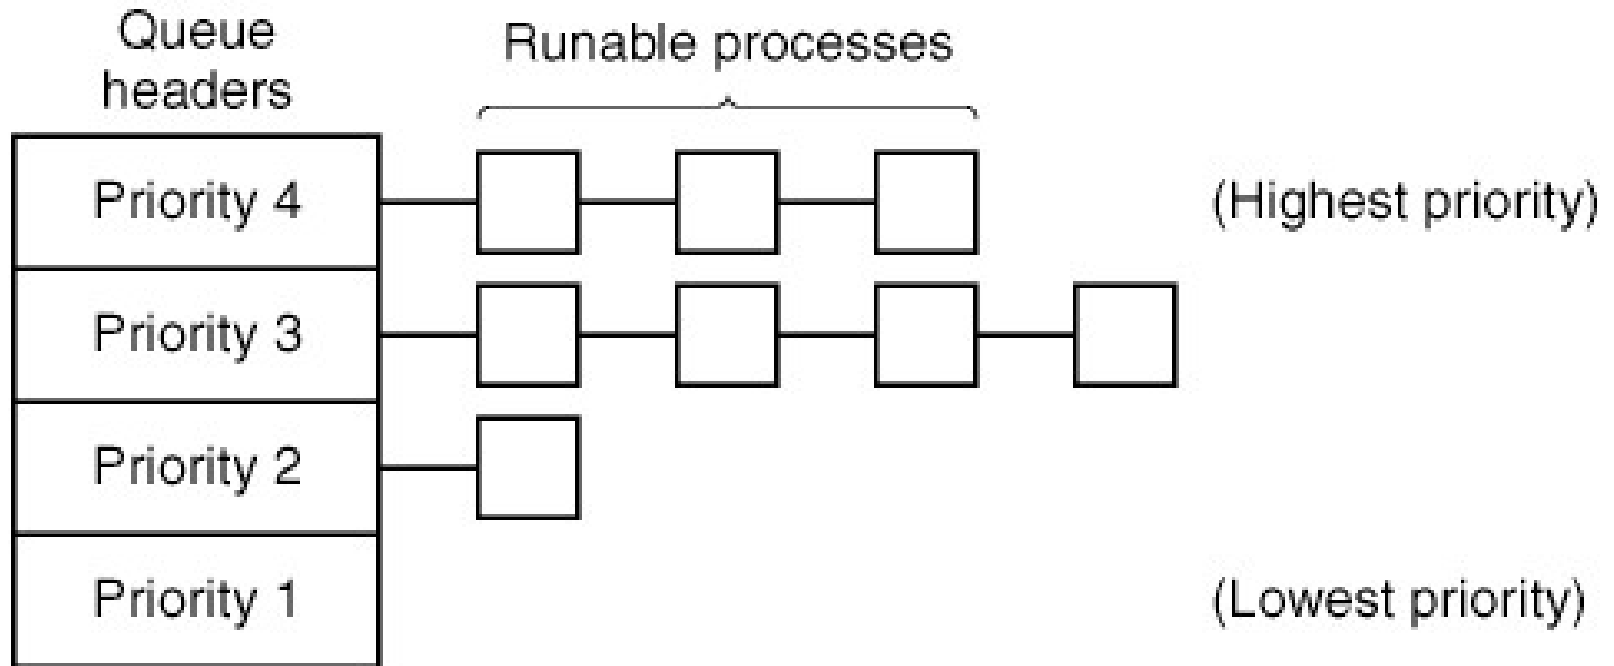 Queue
headers
Runable processes
Priority 4
(Highest priority)
Priority 3
Priority 2
Priority 1
(Lowest priority)